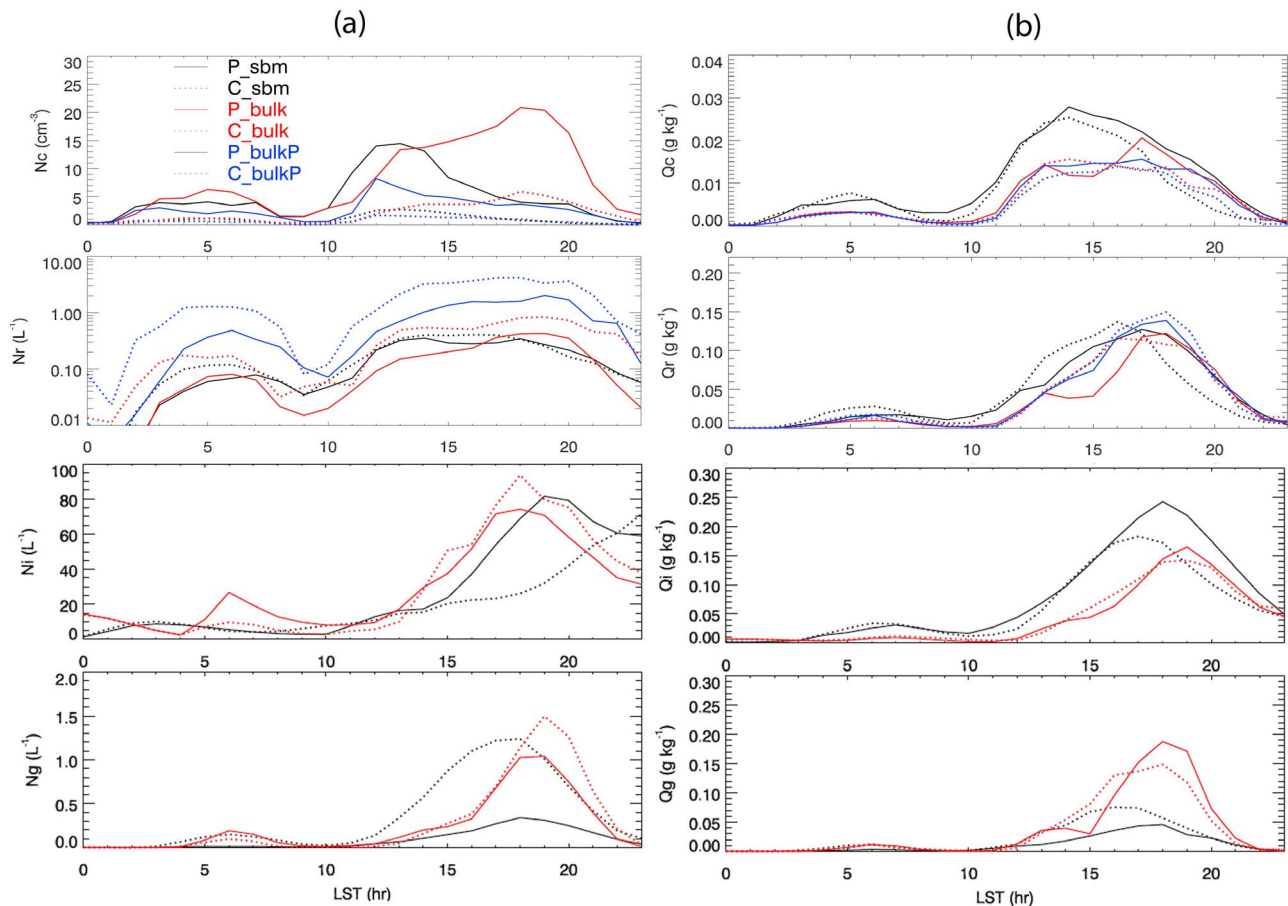 (a)
30
25
20
15
10
5
0
Nc (cm⁻³)
P_sbm
C_sbm
P_bulk
C_bulk
P_bulkP
C_bulkP
0 5 10 15 20
10.00
1.00
0.10
0.01
Nr (L⁻¹)
0 5 10 15 20
100
80
60
40
20
0
Ni (L⁻¹)
0 5 10 15 20
2.0
1.5
1.0
0.5
0.0
Ng (L⁻¹)
0 5 10 15 20
LST (hr)
(b)
0.04
0.03
0.02
0.01
0.00
Qc (g kg⁻¹)
0 5 10 15 20
0.20
0.15
0.10
0.05
0.00
Qr (g kg⁻¹)
0 5 10 15 20
0.30
0.25
0.20
0.15
0.10
0.05
0.00
Qi (g kg⁻¹)
0 5 10 15 20
0.30
0.25
0.20
0.15
0.10
0.05
0.00
Qg (g kg⁻¹)
0 5 10 15 20
LST (hr)